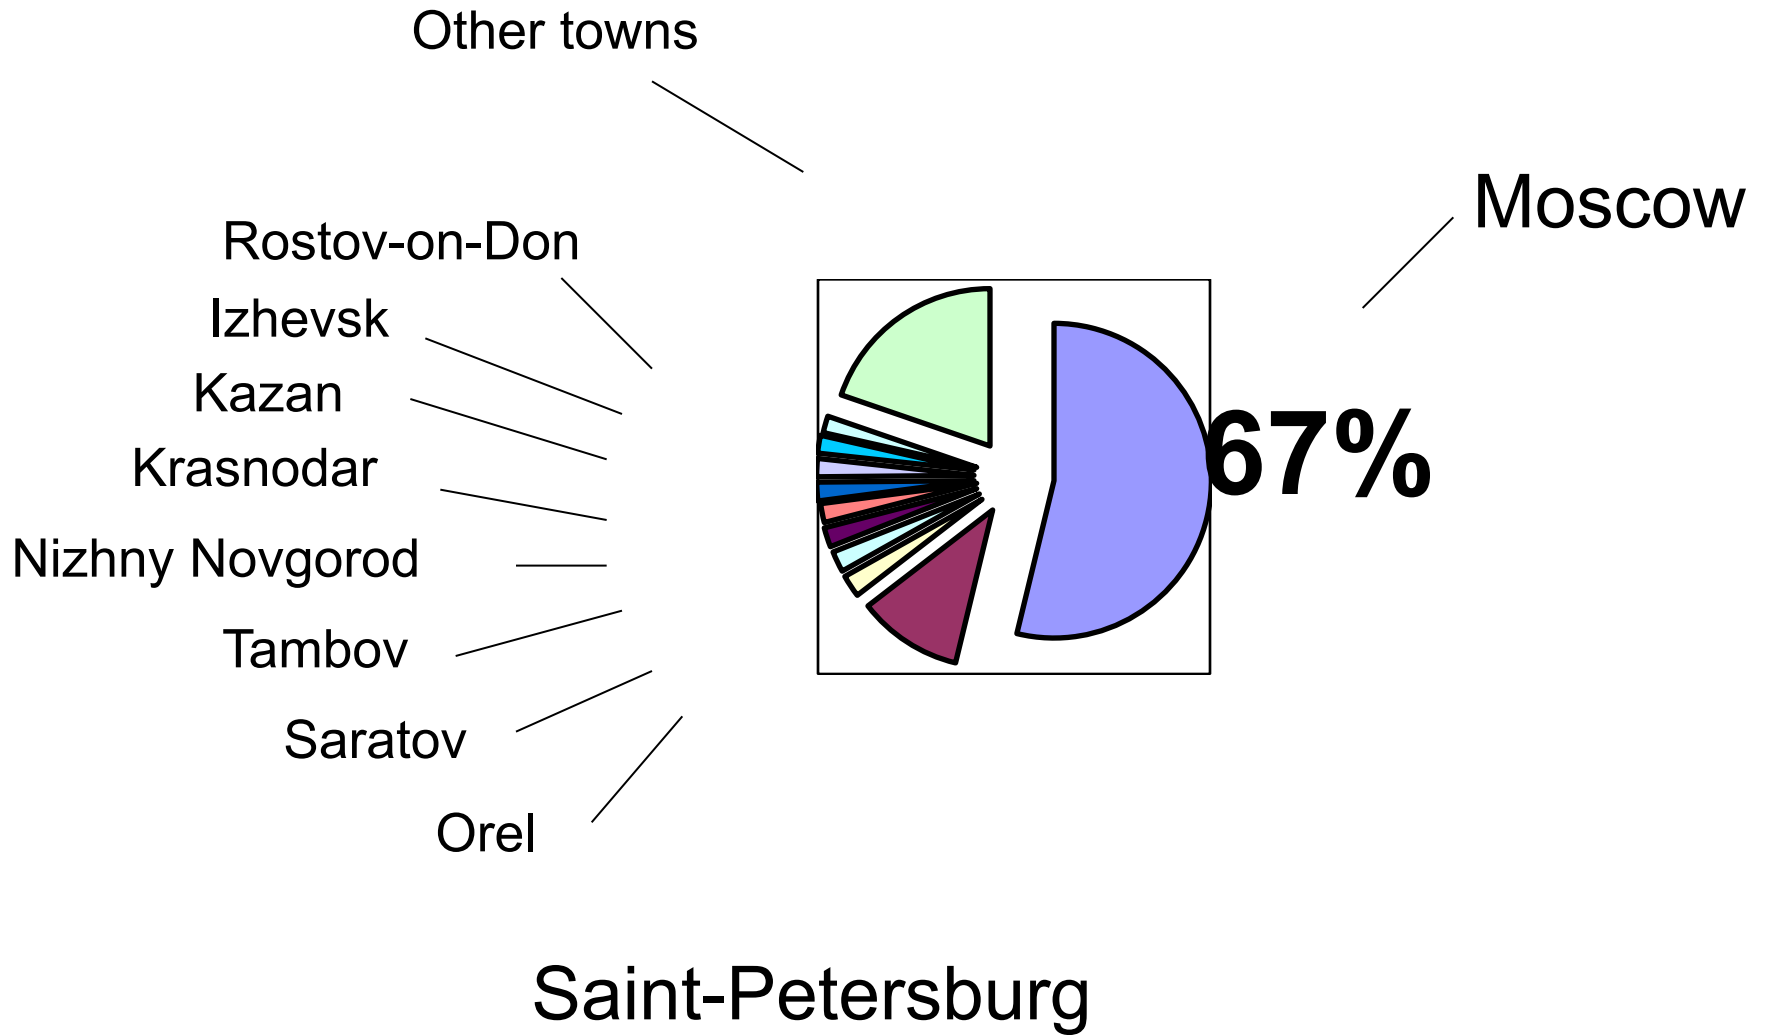 Other towns
Moscow
Rostov-on-Don
Izhevsk
Kazan
67%
Krasnodar
Nizhny Novgorod
Tambov
Saratov
Orel
Saint-Petersburg